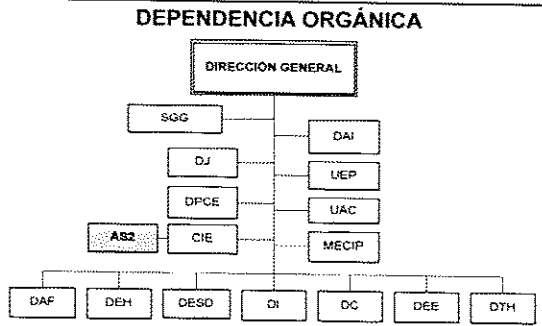 DEPENDENCIA ORGÁNICA
DIRECCIÓN GENERAL
SGG
DAI
DJ
UEP
DPCE
UAC
AS2
CIE
MECIP
DAF
DEH
DESD
DI
DC
DEE
DTH